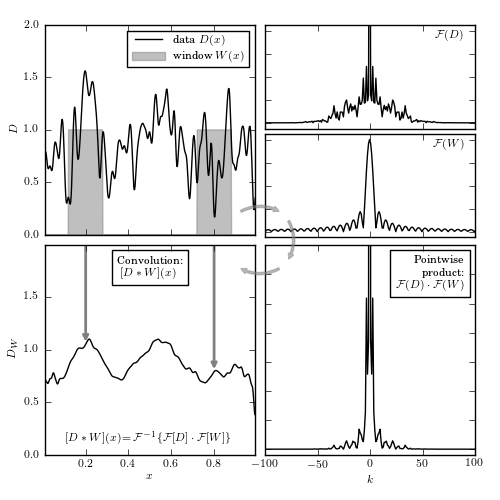 2.0
1.5
1.0
0.5
0.0
D
data D(x)
window W(x)
F(D)
F(W)
1.5
1.0
0.5
0.0
D_W
Convolution:
[D ∗ W](x)
[D ∗ W](x) = F⁻¹{F[D] · F[W]}
0.2 0.4 0.6 0.8
x
Pointwise
product:
F(D) · F(W)
−100 −50 0 50 100
k